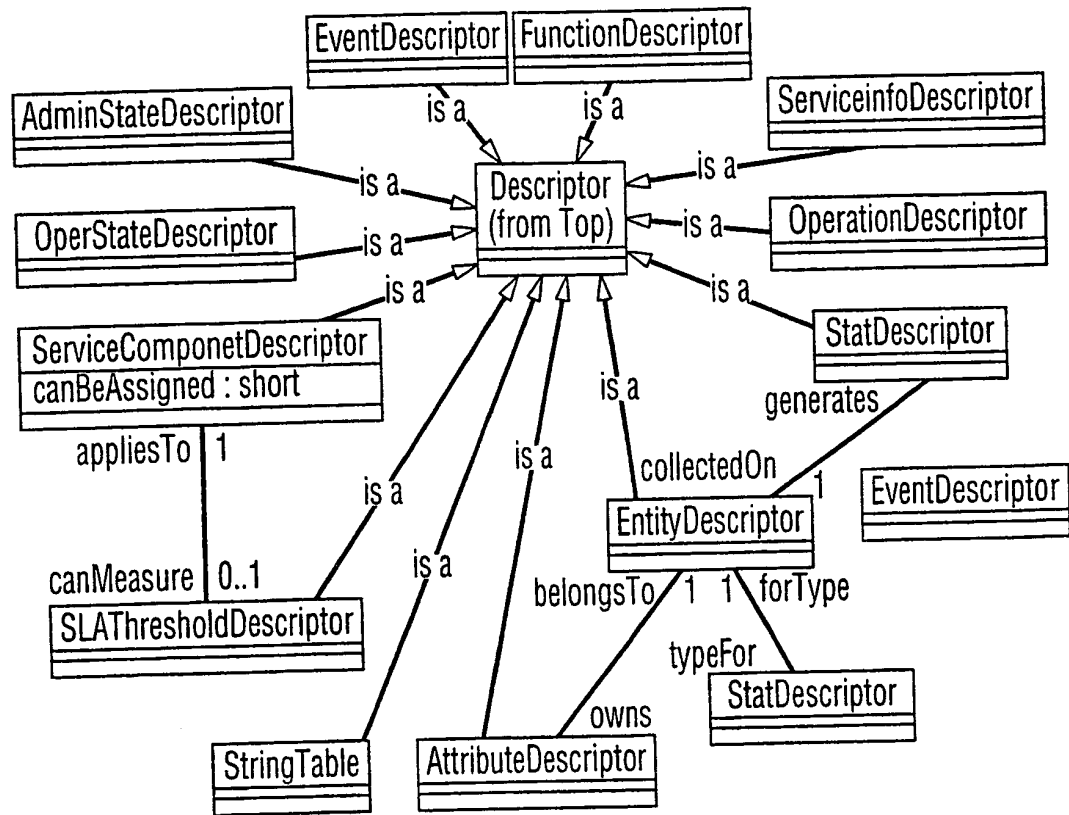 EventDescriptor
FunctionDescriptor
AdminStateDescriptor
ServiceinfoDescriptor
is a
is a
is a
Descriptor
(from Top)
is a
OperStateDescriptor
is a
is a
OperationDescriptor
is a
is a
ServiceComponetDescriptor
canBeAssigned : short
StatDescriptor
is a
generates
appliesTo 1
is a
is a
collectedOn
1
EventDescriptor
EntityDescriptor
canMeasure 0..1
is a
belongsTo 1
1 forType
SLAThresholdDescriptor
typeFor
StatDescriptor
owns
StringTable
AttributeDescriptor